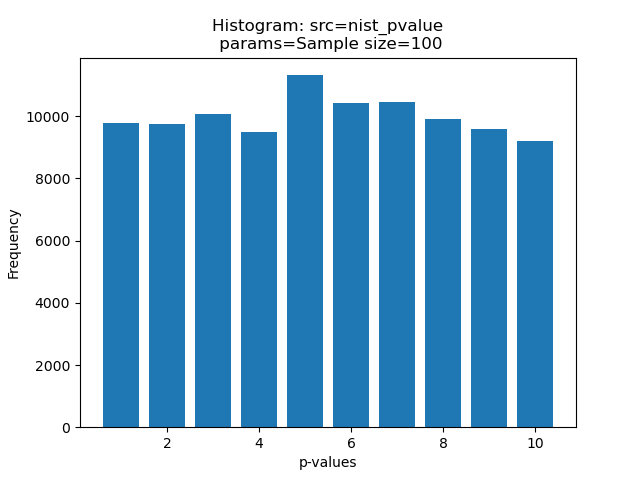 Histogram: src=nist_pvalue
params=Sample size=100
Frequency
10000
8000
6000
4000
2000
0
2
4
6
8
10
p-values